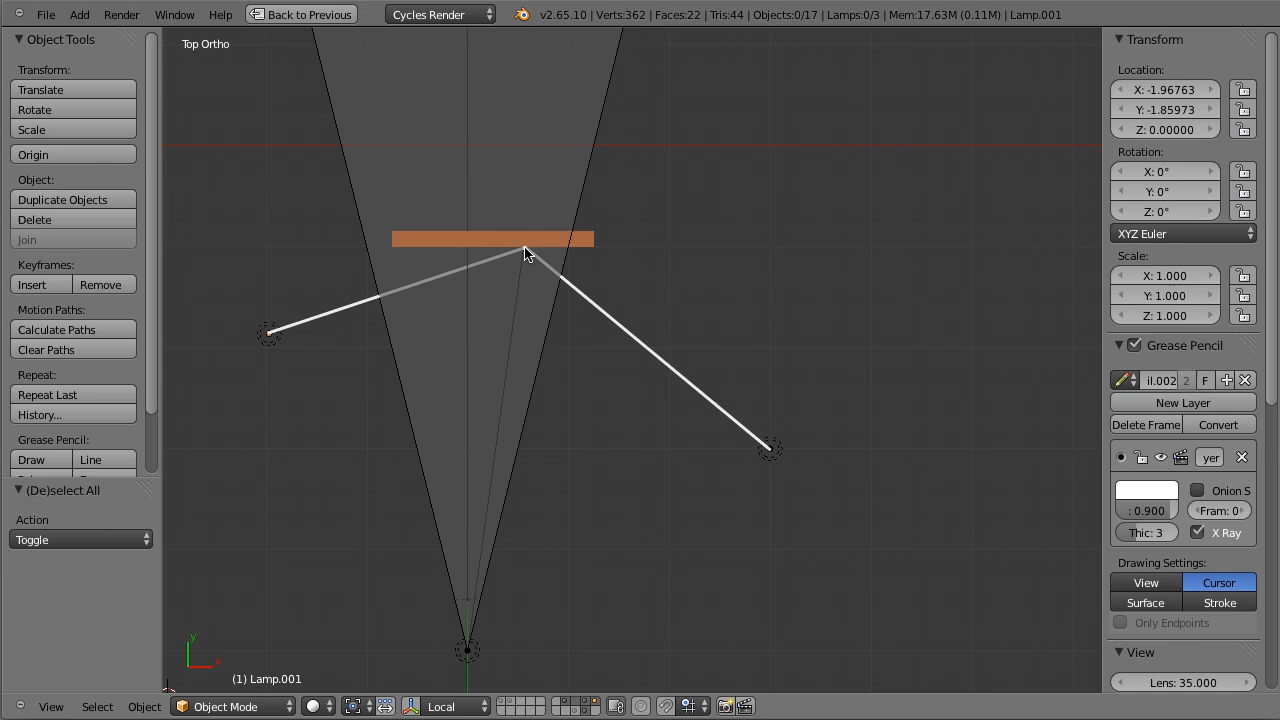 File Add Render Window Help Back to Previous Cycles Render v2.65.10 | Verts:362 | Faces:22 | Tris:44 | Objects:0/17 | Lamps:0/3 | Mem:17.63M (0.11M) | Lamp.001
Object Tools
Transform:
Translate
Rotate
Scale
Origin
Object:
Duplicate Objects
Delete
Join
Keyframes:
Insert Remove
Motion Paths:
Calculate Paths
Clear Paths
Repeat:
Repeat Last
History...
Grease Pencil:
Draw Line
(De)select All
Action
Toggle
Top Ortho
y
x
(1) Lamp.001
Transform
Location:
X: -1.96763
Y: -1.85973
Z: 0.00000
Rotation:
X: 0°
Y: 0°
Z: 0°
XYZ Euler
Scale:
X: 1.000
Y: 1.000
Z: 1.000
Grease Pencil
il.002 2 F
New Layer
Delete Frame Convert
yer
Onion S
: 0.900 Fram: 0
Thic: 3 X Ray
Drawing Settings:
View Cursor
Surface Stroke
Only Endpoints
View
Lens: 35.000
View Select Object Object Mode Local